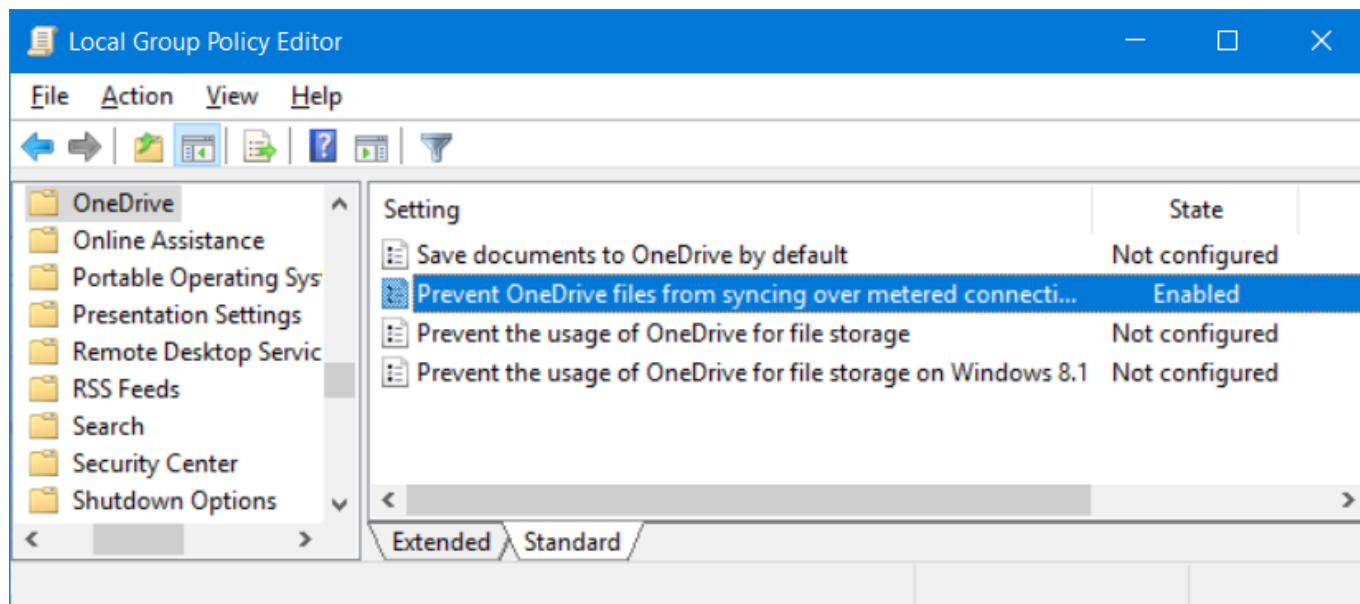 Local Group Policy Editor
File Action View Help
OneDrive
Online Assistance
Portable Operating Sys
Presentation Settings
Remote Desktop Servic
RSS Feeds
Search
Security Center
Shutdown Options
Setting State
Save documents to OneDrive by default Not configured
Prevent OneDrive files from syncing over metered connecti... Enabled
Prevent the usage of OneDrive for file storage Not configured
Prevent the usage of OneDrive for file storage on Windows 8.1 Not configured
Extended Standard